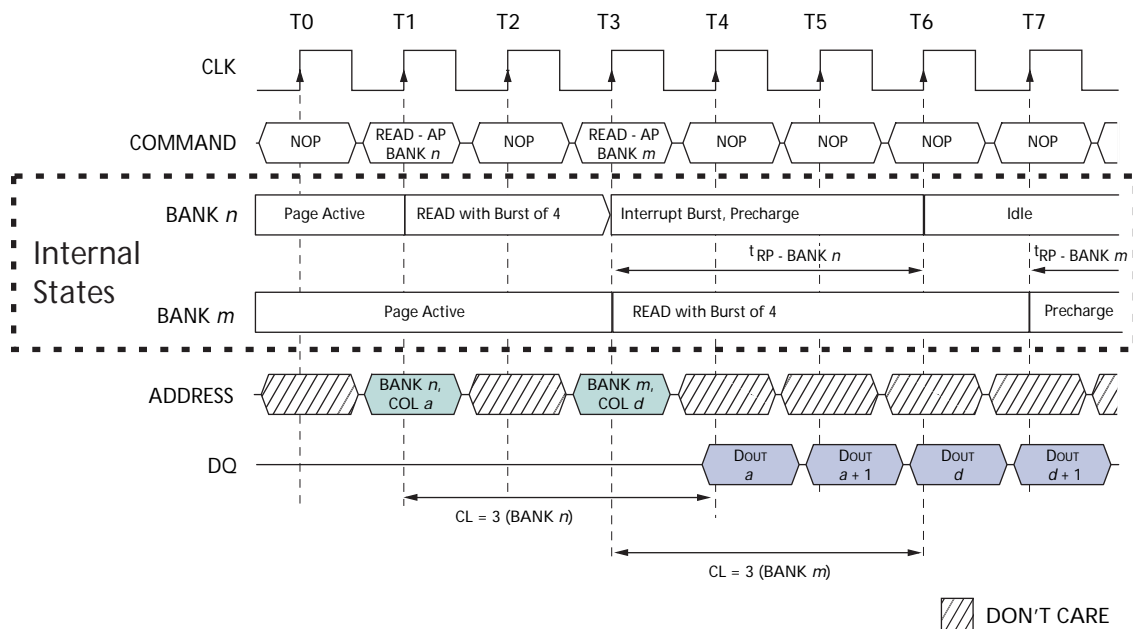 T0 T1 T2 T3 T4 T5 T6 T7
CLK
COMMAND
NOP
READ - AP
BANK n
NOP
READ - AP
BANK m
NOP
NOP
NOP
NOP
Internal
States
BANK n
Page Active
READ with Burst of 4
Interrupt Burst, Precharge
Idle
tRP - BANK n
tRP - BANK m
BANK m
Page Active
READ with Burst of 4
Precharge
ADDRESS
BANK n,
COL a
BANK m,
COL d
DQ
DOUT
a
DOUT
a + 1
DOUT
d
DOUT
d + 1
CL = 3 (BANK n)
CL = 3 (BANK m)
DON'T CARE